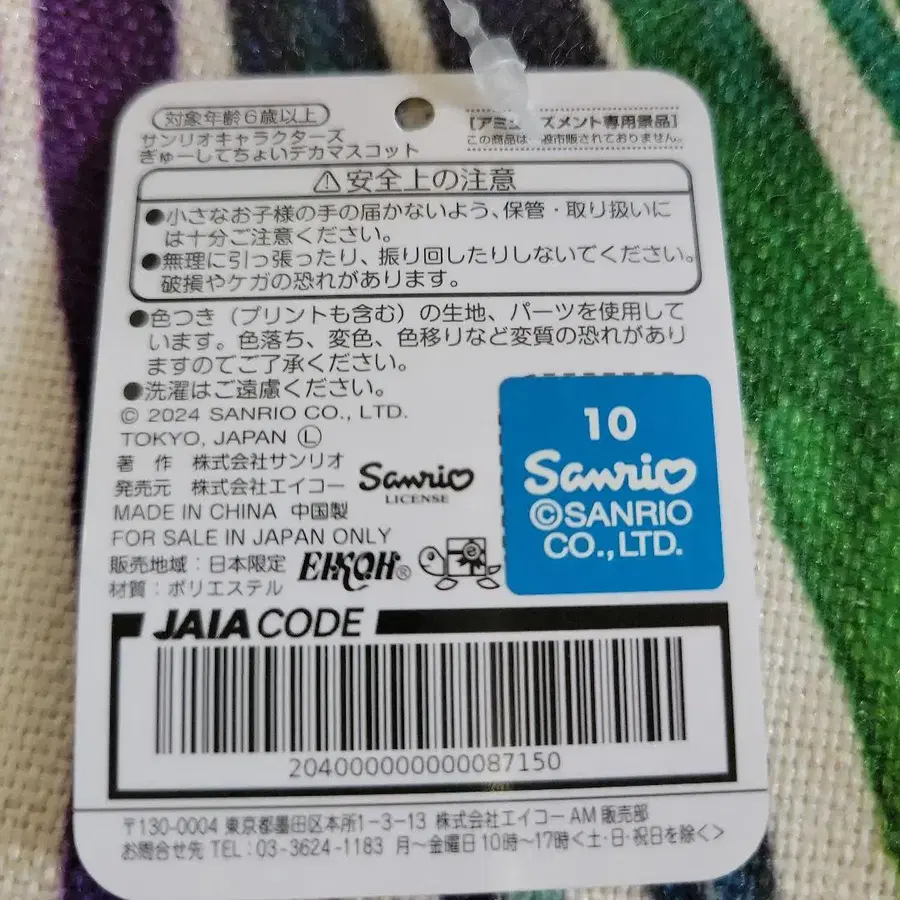 対象年齢6歳以上
サンリオキャラクターズ
ぎゅーしてちょいデカマスコット
[アミューズメント専用景品]
この商品は一般市販されておりません。
⚠安全上の注意
●小さなお子様の手の届かないよう、保管・取り扱いに
は十分ご注意ください。
●無理に引っ張ったり、振り回したりしないでください。
破損やケガの恐れがあります。
●色つき(プリントも含む)の生地、パーツを使用して
います。色落ち、変色、色移りなど変質の恐れがあり
ますのでご了承ください。
●洗濯はご遠慮ください。
© 2024 SANRIO CO., LTD.
TOKYO, JAPAN Ⓛ
著 作 株式会社サンリオ
発売元 株式会社エイコー
Sanrio
LICENSE
MADE IN CHINA 中国製
FOR SALE IN JAPAN ONLY
販売地域:日本限定
材質:ポリエステル
EIKOH®
10
Sanrio
©SANRIO
CO., LTD.
JAIA CODE
2040000000000087150
〒130-0004 東京都墨田区本所1-3-13 株式会社エイコー AM販売部
お問合せ先 TEL:03-3624-1183 月~金曜日10時~17時<土・日・祝日を除く>